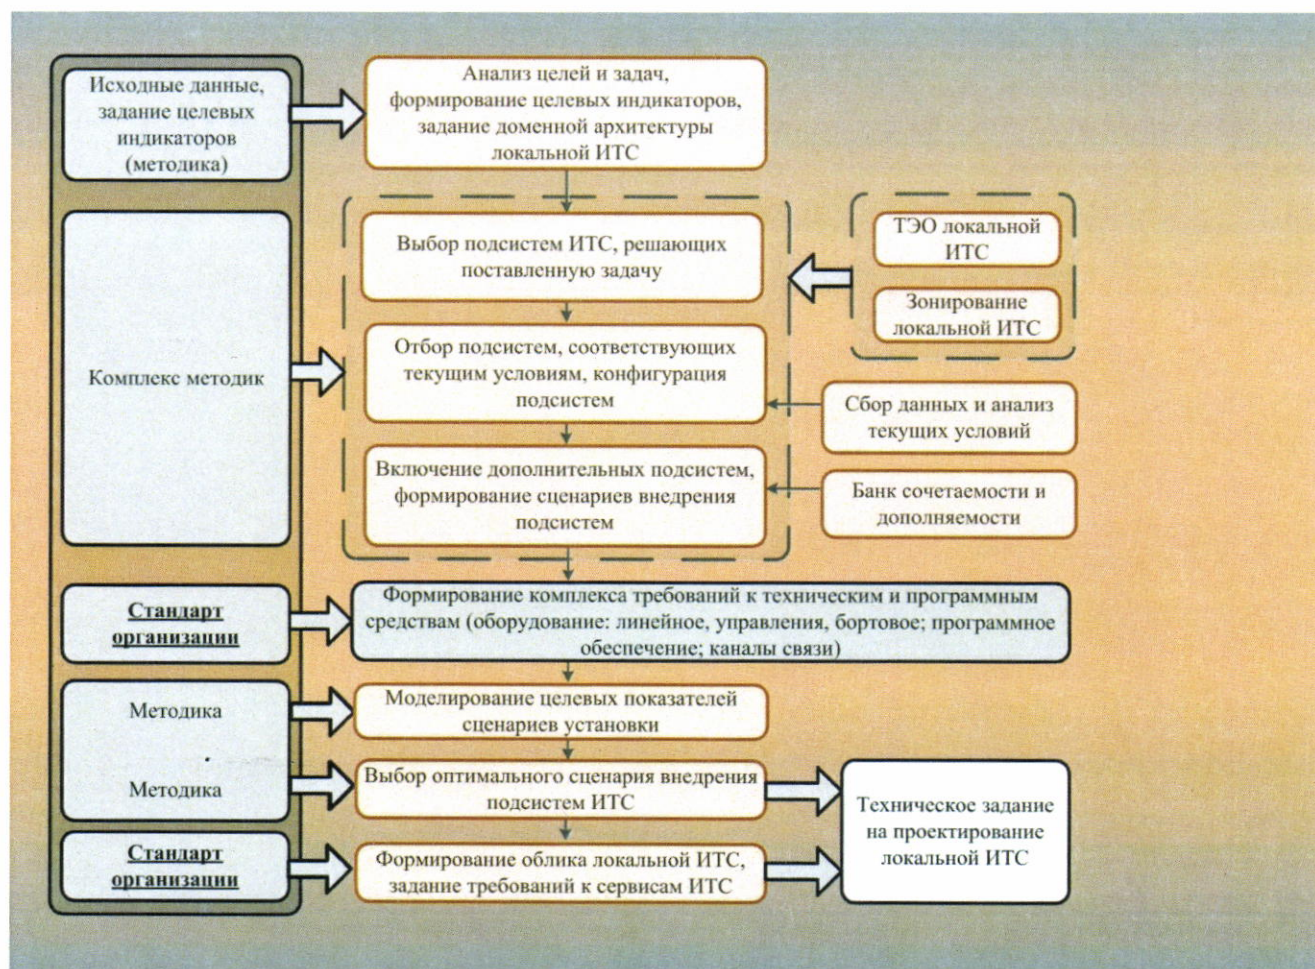 Исходные данные,
задание целевых
индикаторов
(методика)
Анализ целей и задач,
формирование целевых индикаторов,
задание доменной архитектуры
локальной ИТС
Комплекс методик
Выбор подсистем ИТС, решающих
поставленную задачу
ТЭО локальной
ИТС
Зонирование
локальной ИТС
Отбор подсистем, соответствующих
текущим условиям, конфигурация
подсистем
Сбор данных и анализ
текущих условий
Включение дополнительных подсистем,
формирование сценариев внедрения
подсистем
Банк сочетаемости и
дополняемости
Стандарт
организации
Формирование комплекса требований к техническим и программным
средствам (оборудование: линейное, управления, бортовое; программное
обеспечение; каналы связи)
Методика
Моделирование целевых показателей
сценариев установки
Методика
Выбор оптимального сценария внедрения
подсистем ИТС
Техническое задание
на проектирование
локальной ИТС
Стандарт
организации
Формирование облика локальной ИТС,
задание требований к сервисам ИТС